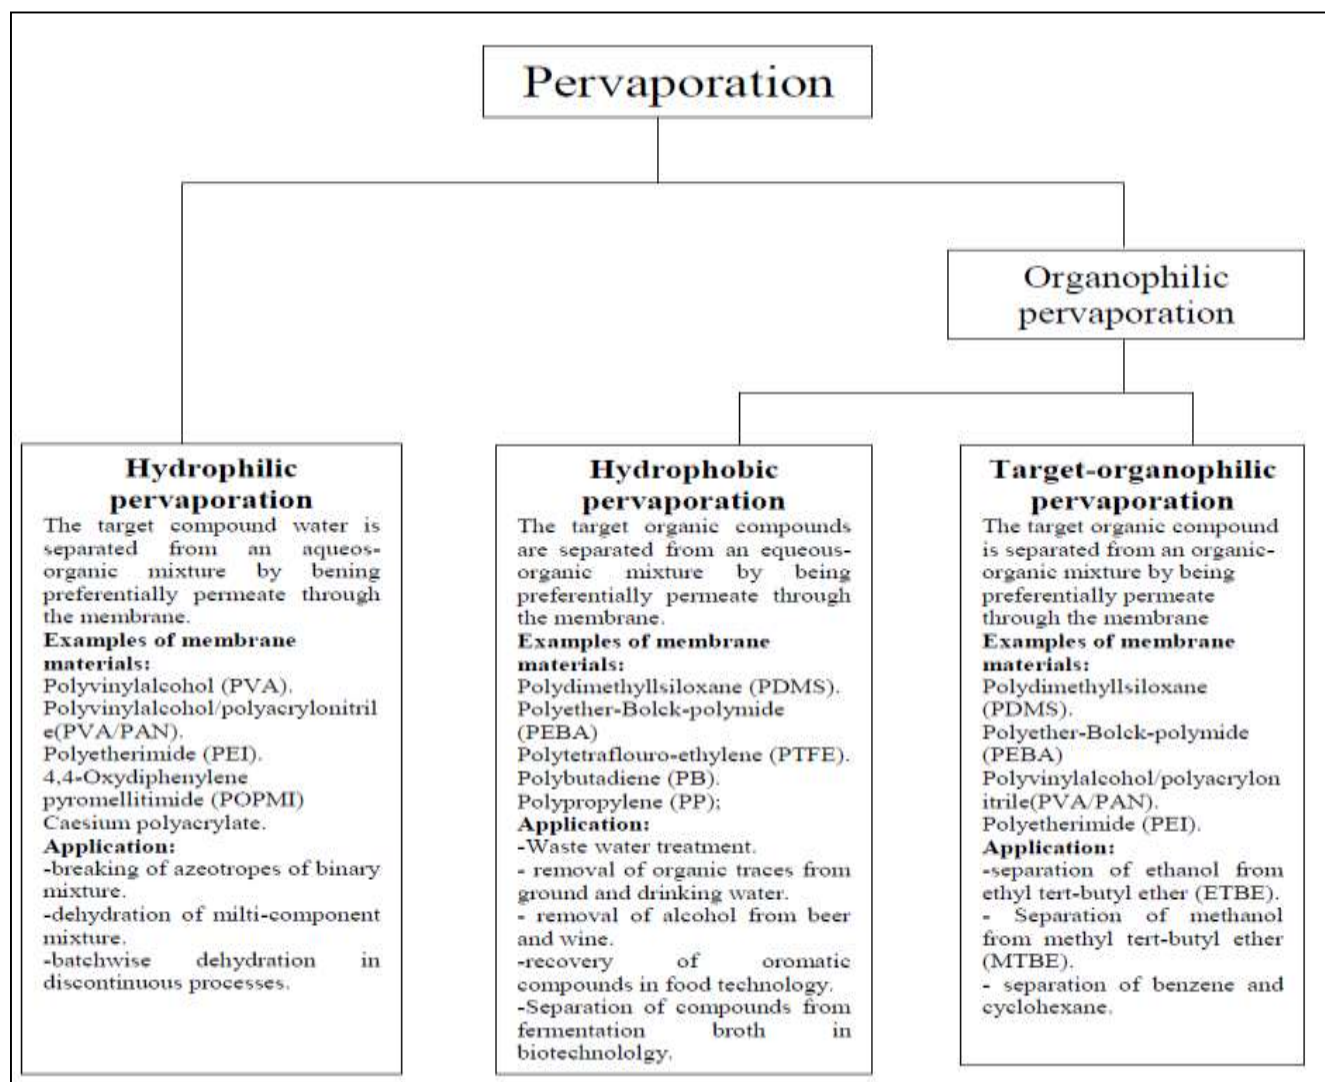 Pervaporation
Organophilic
pervaporation
Hydrophilic
pervaporation
The target compound water is
separated from an aqueos-
organic mixture by bening
preferentially permeate through
the membrane.
Examples of membrane
materials:
Polyvinylalcohol (PVA).
Polyvinylalcohol/polyacrylonitril
e(PVA/PAN).
Polyetherimide (PEI).
4,4-Oxydiphenylene
pyromellitimide (POPMI)
Caesium polyacrylate.
Application:
-breaking of azeotropes of binary
mixture.
-dehydration of milti-component
mixture.
-batchwise dehydration in
discontinuous processes.
Hydrophobic
pervaporation
The target organic compounds
are separated from an equeous-
organic mixture by being
preferentially permeate through
the membrane.
Examples of membrane
materials:
Polydimethyllsiloxane (PDMS).
Polyether-Bolck-polymide
(PEBA)
Polytetraflouro-ethylene (PTFE).
Polybutadiene (PB).
Polypropylene (PP);
Application:
-Waste water treatment.
- removal of organic traces from
ground and drinking water.
- removal of alcohol from beer
and wine.
-recovery of oromatic
compounds in food technology.
-Separation of compounds from
fermentation broth in
biotechnololgy.
Target-organophilic
pervaporation
The target organic compound
is separated from an organic-
organic mixture by being
preferentially permeate
through the membrane
Examples of membrane
materials:
Polydimethyllsiloxane
(PDMS).
Polyether-Bolck-polymide
(PEBA)
Polyvinylalcohol/polyacrylon
itrile(PVA/PAN).
Polyetherimide (PEI).
Application:
-separation of ethanol from
ethyl tert-butyl ether (ETBE).
- Separation of methanol
from methyl tert-butyl ether
(MTBE).
- separation of benzene and
cyclohexane.